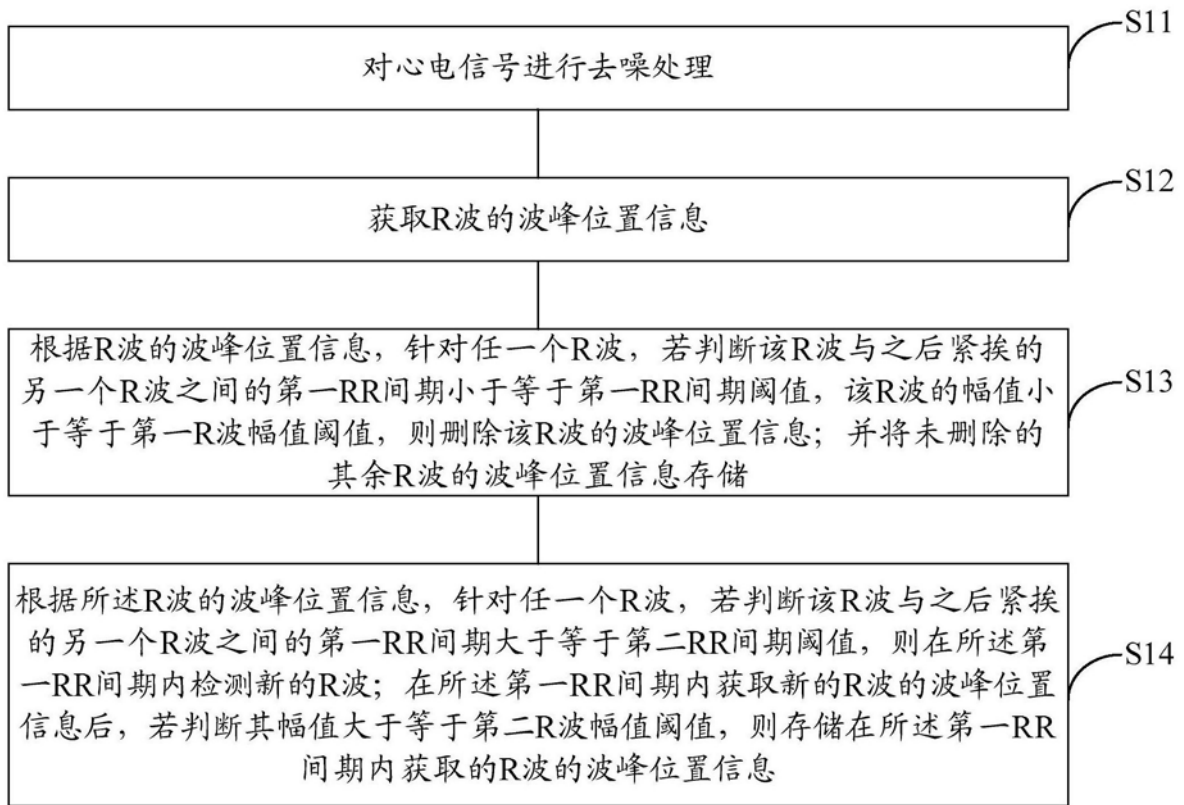 S11
对心电信号进行去噪处理
S12
获取R波的波峰位置信息
根据R波的波峰位置信息，针对任一个R波，若判断该R波与之后紧挨的
另一个R波之间的第一RR间期小于等于第一RR间期阈值，该R波的幅值小
于等于第一R波幅值阈值，则删除该R波的波峰位置信息；并将未删除的
其余R波的波峰位置信息存储
S13
根据所述R波的波峰位置信息，针对任一个R波，若判断该R波与之后紧挨
的另一个R波之间的第一RR间期大于等于第二RR间期阈值，则在所述第
一RR间期内检测新的R波；在所述第一RR间期内获取新的R波的波峰位置
信息后，若判断其幅值大于等于第二R波幅值阈值，则存储在所述第一RR
间期内获取的R波的波峰位置信息
S14